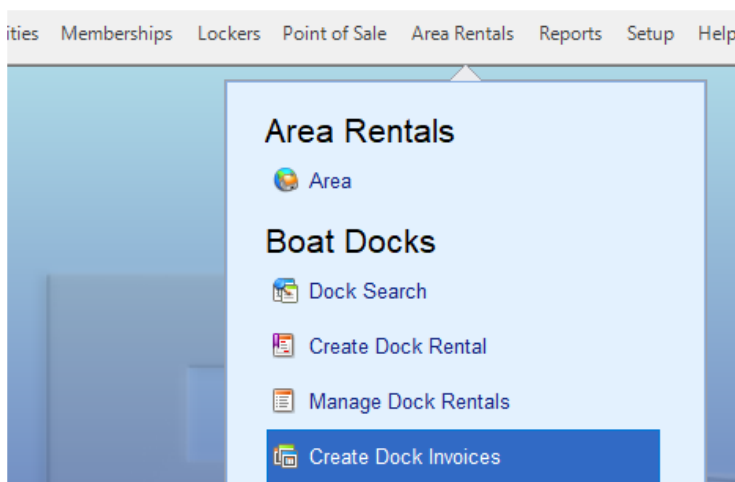 ities Memberships Lockers Point of Sale Area Rentals Reports Setup Help
Area Rentals
Area
Boat Docks
Dock Search
Create Dock Rental
Manage Dock Rentals
Create Dock Invoices